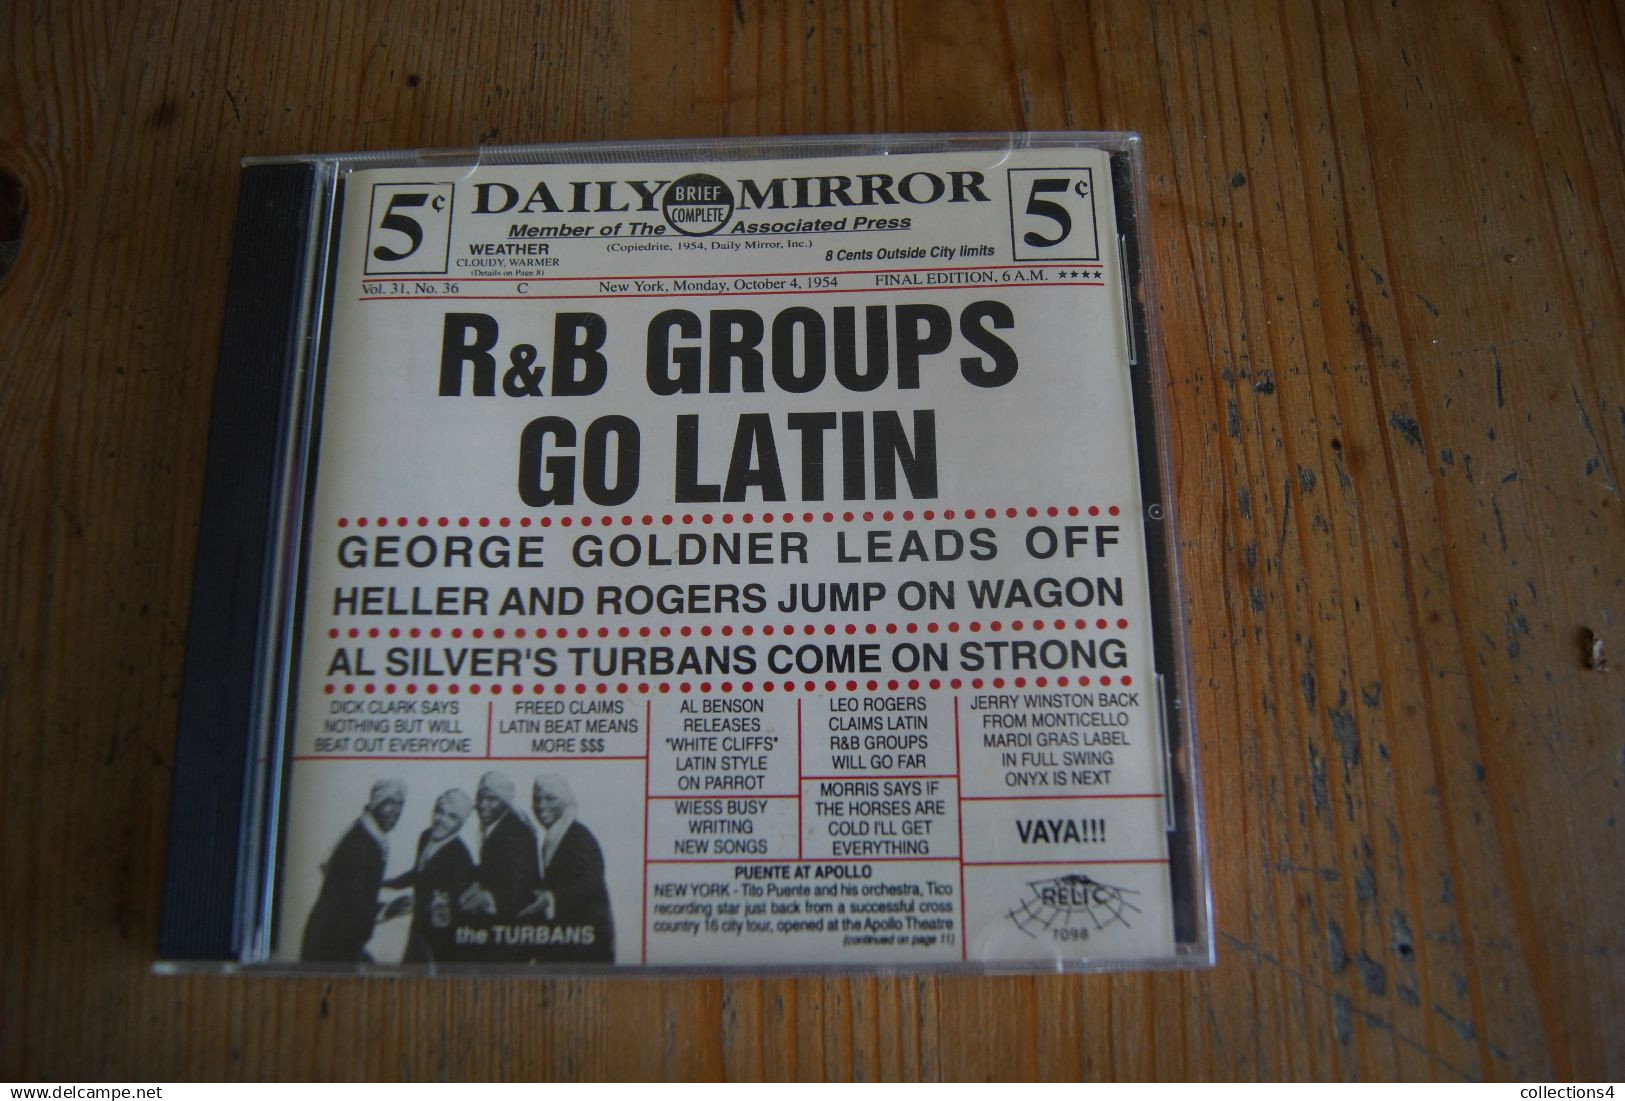 5¢
DAILY MIRROR
BRIEF
COMPLETE
5¢
Member of The Associated Press
WEATHER
CLOUDY, WARMER
(Details on Page 8)
(Copiedrite, 1954, Daily Mirror, Inc.)
8 Cents Outside City limits
Vol. 31, No. 36 C New York, Monday, October 4, 1954 FINAL EDITION, 6 A.M. ★★★★
R&B GROUPS
GO LATIN
GEORGE GOLDNER LEADS OFF
HELLER AND ROGERS JUMP ON WAGON
AL SILVER'S TURBANS COME ON STRONG
DICK CLARK SAYS
NOTHING BUT WILL
BEAT OUT EVERYONE
FREED CLAIMS
LATIN BEAT MEANS
MORE $$$
the TURBANS
AL BENSON
RELEASES
"WHITE CLIFFS"
LATIN STYLE
ON PARROT
WIESS BUSY
WRITING
NEW SONGS
LEO ROGERS
CLAIMS LATIN
R&B GROUPS
WILL GO FAR
MORRIS SAYS IF
THE HORSES ARE
COLD I'LL GET
EVERYTHING
PUENTE AT APOLLO
NEW YORK - Tito Puente and his orchestra, Tico
recording star just back from a successful cross
country 16 city tour, opened at the Apollo Theatre
(continued on page 11)
JERRY WINSTON BACK
FROM MONTICELLO
MARDI GRAS LABEL
IN FULL SWING
ONYX IS NEXT
VAYA!!!
RELIC
7098
delcampe.net
collections4